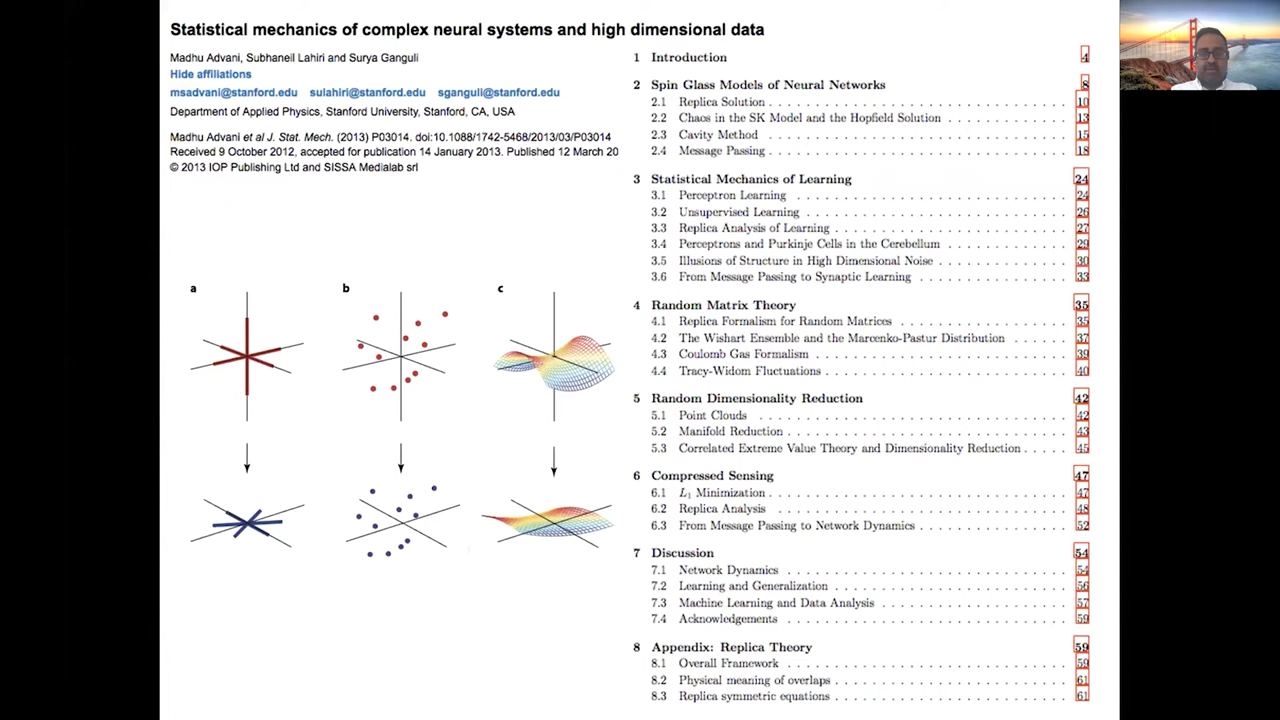 Statistical mechanics of complex neural systems and high dimensional data
Madhu Advani, Subhaneil Lahiri and Surya Ganguli
Hide affiliations
msadvani@stanford.edu sulahiri@stanford.edu sganguli@stanford.edu
Department of Applied Physics, Stanford University, Stanford, CA, USA
Madhu Advani et al J. Stat. Mech. (2013) P03014. doi:10.1088/1742-5468/2013/03/P03014
Received 9 October 2012, accepted for publication 14 January 2013. Published 12 March 20
© 2013 IOP Publishing Ltd and SISSA Medialab srl
a b c
1 Introduction 4
2 Spin Glass Models of Neural Networks 8
2.1 Replica Solution . . . . . . . . . . . . . . . . . . . . 10
2.2 Chaos in the SK Model and the Hopfield Solution . . . . . . . . . . 13
2.3 Cavity Method . . . . . . . . . . . . . . . . . . . . 15
2.4 Message Passing . . . . . . . . . . . . . . . . . . . . 18
3 Statistical Mechanics of Learning 24
3.1 Perceptron Learning . . . . . . . . . . . . . . . . . . . . 24
3.2 Unsupervised Learning . . . . . . . . . . . . . . . . . . . . 26
3.3 Replica Analysis of Learning . . . . . . . . . . . . . . . . . . 27
3.4 Perceptrons and Purkinje Cells in the Cerebellum . . . . . . . . . . 29
3.5 Illusions of Structure in High Dimensional Noise . . . . . . . . . . 30
3.6 From Message Passing to Synaptic Learning . . . . . . . . . . . . 33
4 Random Matrix Theory 35
4.1 Replica Formalism for Random Matrices . . . . . . . . . . . . . 35
4.2 The Wishart Ensemble and the Marcenko-Pastur Distribution . . . . . 37
4.3 Coulomb Gas Formalism . . . . . . . . . . . . . . . . . . . 39
4.4 Tracy-Widom Fluctuations . . . . . . . . . . . . . . . . . . 40
5 Random Dimensionality Reduction 42
5.1 Point Clouds . . . . . . . . . . . . . . . . . . . . 42
5.2 Manifold Reduction . . . . . . . . . . . . . . . . . . . . 43
5.3 Correlated Extreme Value Theory and Dimensionality Reduction . . . . . 45
6 Compressed Sensing 47
6.1 L1 Minimization . . . . . . . . . . . . . . . . . . . . 47
6.2 Replica Analysis . . . . . . . . . . . . . . . . . . . . 48
6.3 From Message Passing to Network Dynamics . . . . . . . . . . . . 52
7 Discussion 54
7.1 Network Dynamics . . . . . . . . . . . . . . . . . . . . 54
7.2 Learning and Generalization . . . . . . . . . . . . . . . . . . 56
7.3 Machine Learning and Data Analysis . . . . . . . . . . . . . . 57
7.4 Acknowledgements . . . . . . . . . . . . . . . . . . . . 59
8 Appendix: Replica Theory 59
8.1 Overall Framework . . . . . . . . . . . . . . . . . . . . 59
8.2 Physical meaning of overlaps . . . . . . . . . . . . . . . . . 61
8.3 Replica symmetric equations . . . . . . . . . . . . . . . . . 61